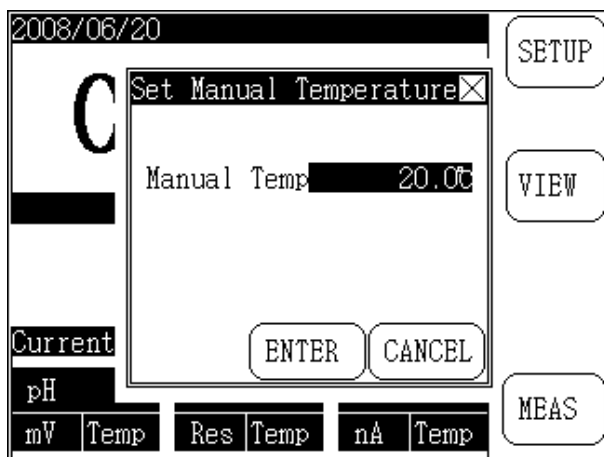 2008/06/20
SETUP
C
Set Manual Temperature
Manual Temp 20.0℃
VIEW
Current
ENTER CANCEL
pH
MEAS
mV Temp Res Temp nA Temp